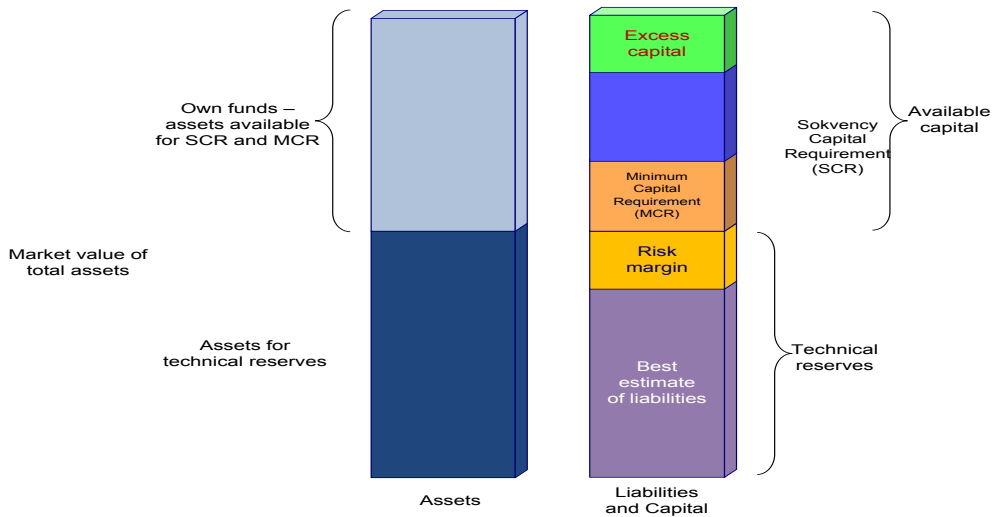 Excess
capital
Own funds –
assets available
for SCR and MCR
Sokvency
Capital
Requirement
(SCR)
Available
capital
Minimum
Capital
Requirement
(MCR)
Market value of
total assets
Risk
margin
Assets for
technical reserves
Best
estimate
of liabilities
Technical
reserves
Assets
Liabilities
and Capital